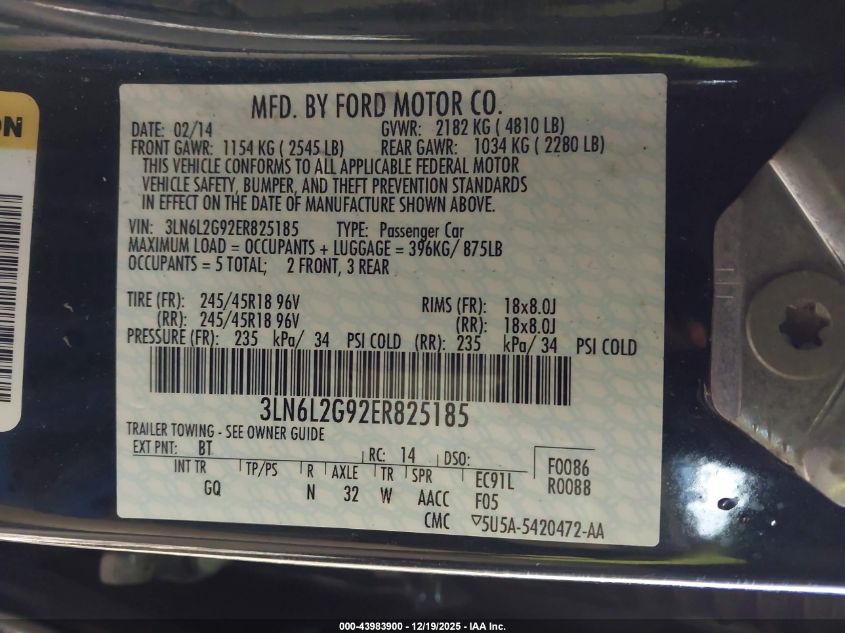 ON
MFD. BY FORD MOTOR CO.
DATE: 02/14 GVWR: 2182 KG ( 4810 LB)
FRONT GAWR: 1154 KG ( 2545 LB) REAR GAWR: 1034 KG ( 2280 LB)
THIS VEHICLE CONFORMS TO ALL APPLICABLE FEDERAL MOTOR
VEHICLE SAFETY, BUMPER, AND THEFT PREVENTION STANDARDS
IN EFFECT ON THE DATE OF MANUFACTURE SHOWN ABOVE.
VIN: 3LN6L2G92ER825185 TYPE: Passenger Car
MAXIMUM LOAD = OCCUPANTS + LUGGAGE = 396KG/ 875LB
OCCUPANTS = 5 TOTAL; 2 FRONT, 3 REAR
TIRE (FR): 245/45R18 96V RIMS (FR): 18x8.0J
(RR): 245/45R18 96V (RR): 18x8.0J
PRESSURE (FR): 235 kPa/ 34 PSI COLD (RR): 235 kPa/ 34 PSI COLD
3LN6L2G92ER825185
TRAILER TOWING - SEE OWNER GUIDE
EXT PNT: BT RC: 14 DSO: F0086
INT TR TP/PS R AXLE TR SPR EC91L R0088
GQ N 32 W AACC F05
CMC ▽5U5A-5420472-AA
000-43983900 - 12/19/2025 - IAA Inc.